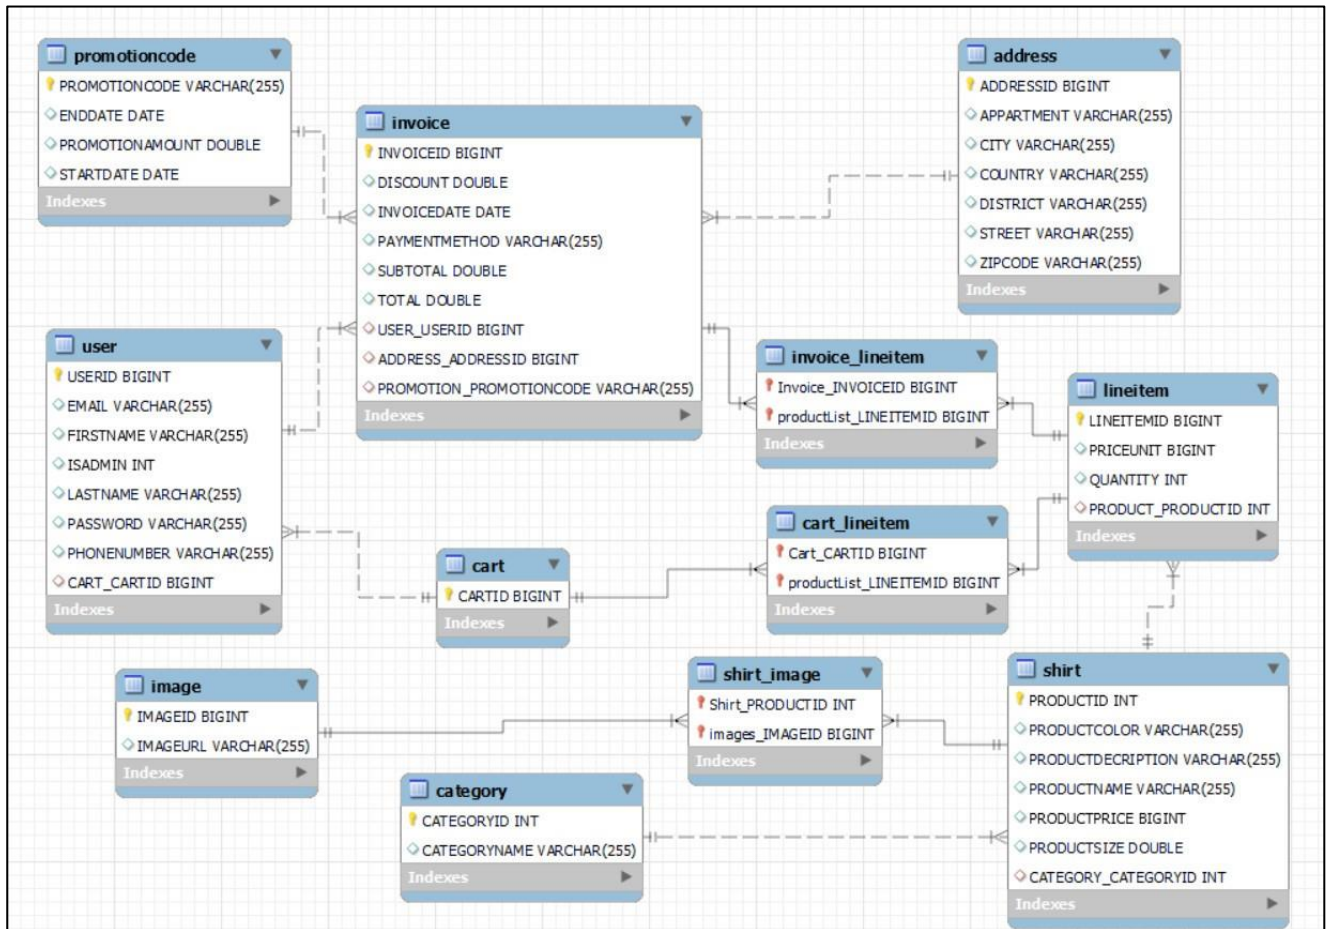 promotioncode
PROMOTIONCODE VARCHAR(255)
ENDDATE DATE
PROMOTIONAMOUNT DOUBLE
STARTDATE DATE
Indexes
invoice
INVOICEID BIGINT
DISCOUNT DOUBLE
INVOICEDATE DATE
PAYMENTMETHOD VARCHAR(255)
SUBTOTAL DOUBLE
TOTAL DOUBLE
USER_USERID BIGINT
ADDRESS_ADDRESSID BIGINT
PROMOTION_PROMOTIONCODE VARCHAR(255)
Indexes
address
ADDRESSID BIGINT
APPARTMENT VARCHAR(255)
CITY VARCHAR(255)
COUNTRY VARCHAR(255)
DISTRICT VARCHAR(255)
STREET VARCHAR(255)
ZIPCODE VARCHAR(255)
Indexes
user
USERID BIGINT
EMAIL VARCHAR(255)
FIRSTNAME VARCHAR(255)
ISADMIN INT
LASTNAME VARCHAR(255)
PASSWORD VARCHAR(255)
PHONENUMBER VARCHAR(255)
CART_CARTID BIGINT
Indexes
invoice_lineitem
Invoice_INVOICEID BIGINT
productList_LINEITEMID BIGINT
Indexes
lineitem
LINEITEMID BIGINT
PRICEUNIT BIGINT
QUANTITY INT
PRODUCT_PRODUCTID INT
Indexes
cart_lineitem
Cart_CARTID BIGINT
productList_LINEITEMID BIGINT
Indexes
cart
CARTID BIGINT
Indexes
image
IMAGEID BIGINT
IMAGEURL VARCHAR(255)
Indexes
shirt_image
Shirt_PRODUCTID INT
images_IMAGEID BIGINT
Indexes
shirt
PRODUCTID INT
PRODUCTCOLOR VARCHAR(255)
PRODUCTDECRIPTION VARCHAR(255)
PRODUCTNAME VARCHAR(255)
PRODUCTPRICE BIGINT
PRODUCTSIZE DOUBLE
CATEGORY_CATEGORYID INT
Indexes
category
CATEGORYID INT
CATEGORYNAME VARCHAR(255)
Indexes